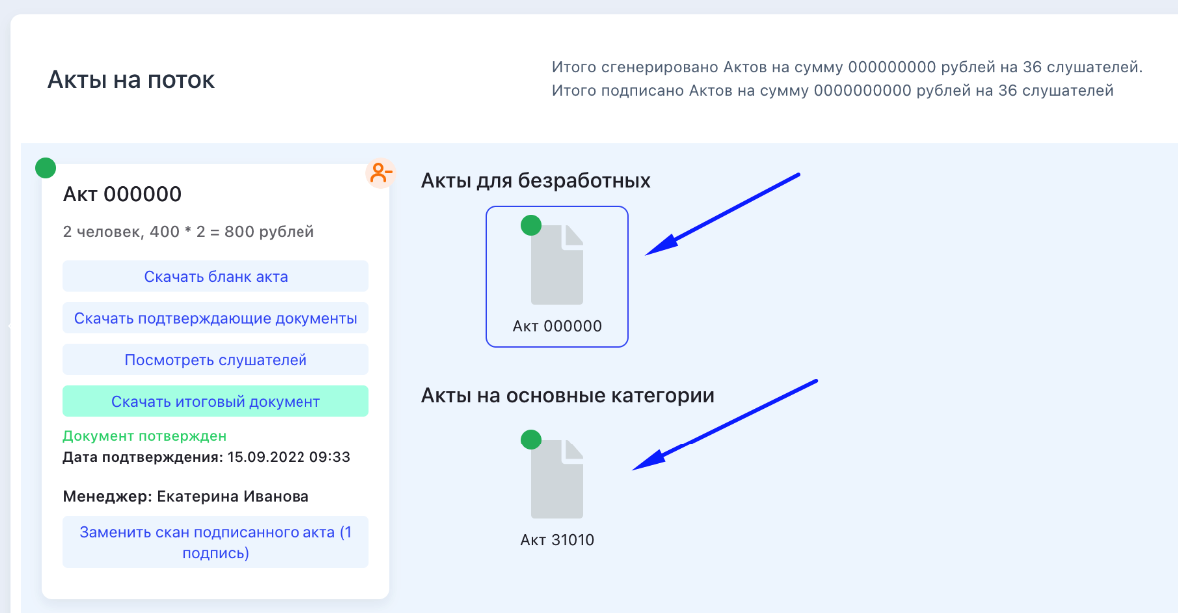 Акты на поток
Итого сгенерировано Актов на сумму 000000000 рублей на 36 слушателей.
Итого подписано Актов на сумму 0000000000 рублей на 36 слушателей
Акт 000000
2 человек, 400 * 2 = 800 рублей
Скачать бланк акта
Скачать подтверждающие документы
Посмотреть слушателей
Скачать итоговый документ
Документ потвержден
Дата подтверждения: 15.09.2022 09:33
Менеджер: Екатерина Иванова
Заменить скан подписанного акта (1
подпись)
Акты для безработных
Акт 000000
Акты на основные категории
Акт 31010